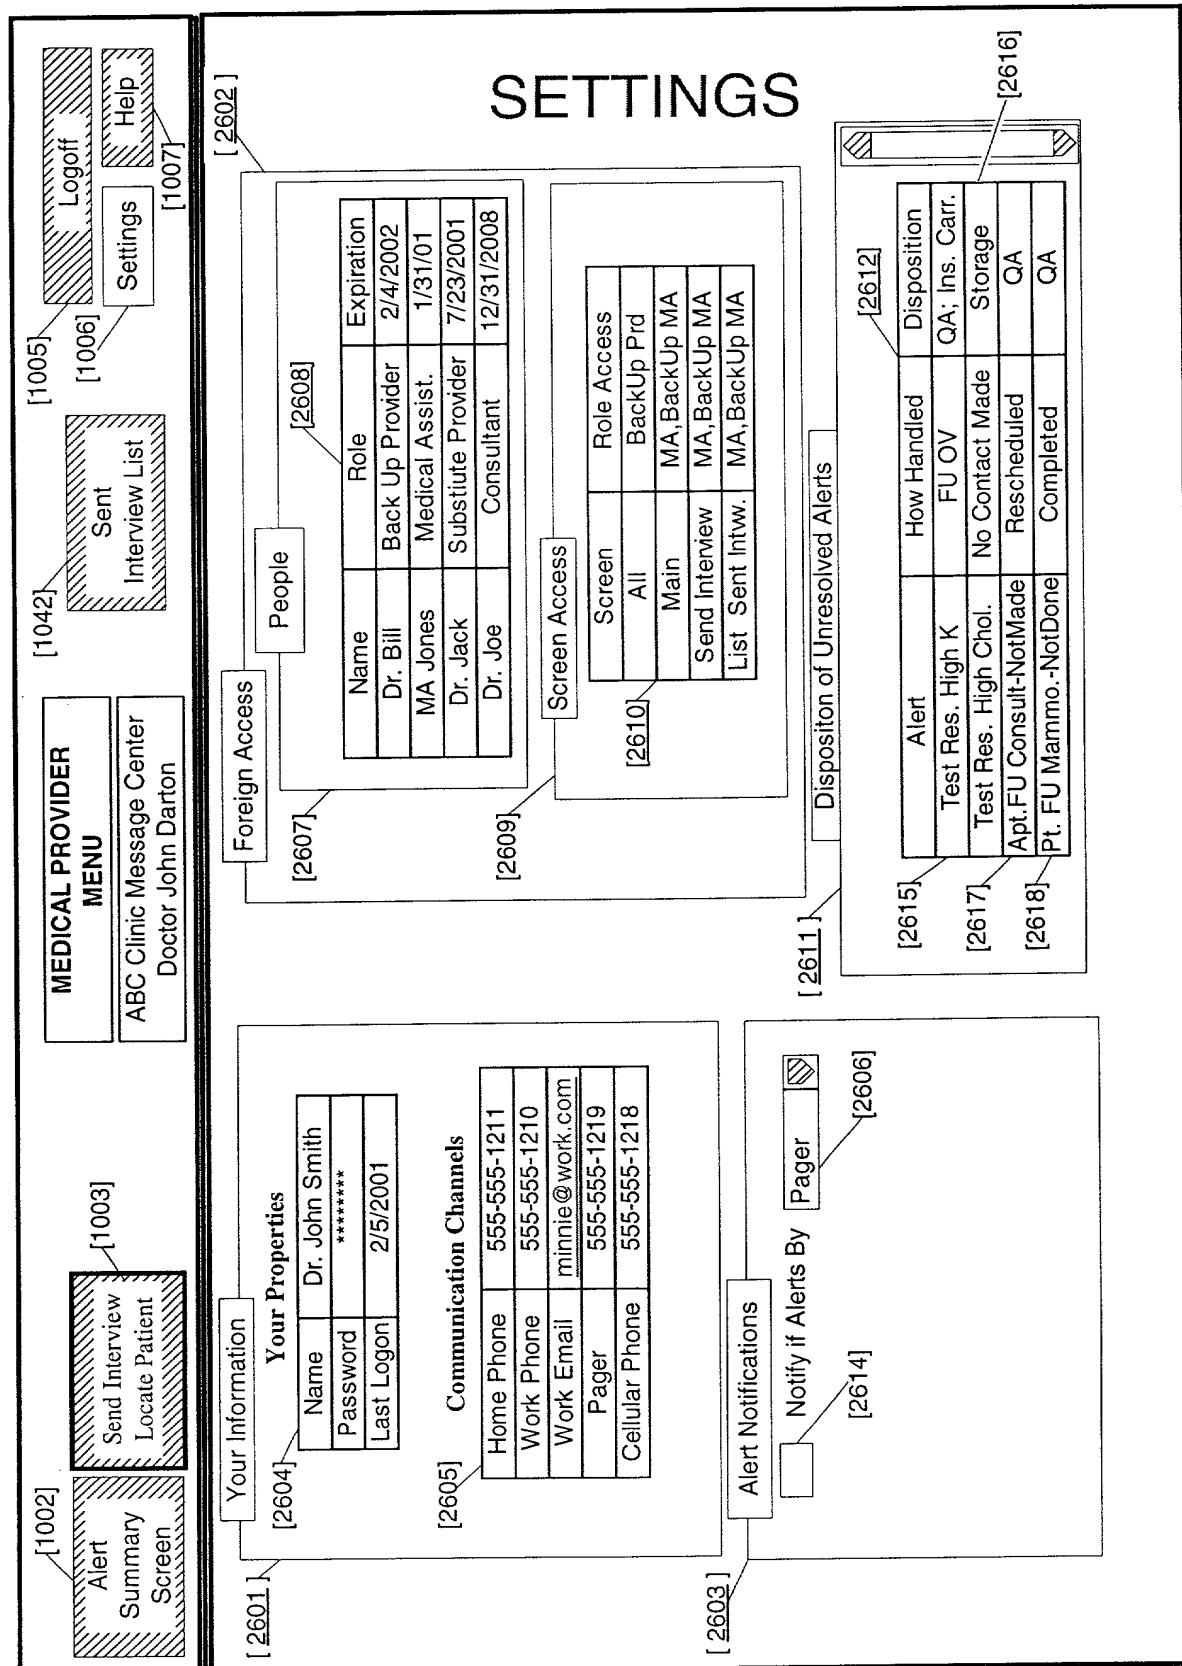 [1002]
Alert
Summary
Screen
Send Interview
Locate Patient
[1003]
MEDICAL PROVIDER
MENU
ABC Clinic Message Center
Doctor John Darton
[1042]
Sent
Interview List
[1005]
Logoff
[1006]
Settings
Help
[1007]
[2601]
Your Information
Your Properties
[2604]
Name Dr. John Smith
Password ********
Last Logon 2/5/2001
Communication Channels
[2605]
Home Phone 555-555-1211
Work Phone 555-555-1210
Work Email minnie@work.com
Pager 555-555-1219
Cellular Phone 555-555-1218
[2603]
Alert Notifications
Notify if Alerts By Pager
[2614]
[2606]
[2602]
Foreign Access
[2607]
People
[2608]
Name Role Expiration
Dr. Bill Back Up Provider 2/4/2002
MA Jones Medical Assist. 1/31/01
Dr. Jack Substiute Provider 7/23/2001
Dr. Joe Consultant 12/31/2008
[2609]
Screen Access
[2610]
Screen Role Access
All BackUp Prd
Main MA,BackUp MA
Send Interview MA,BackUp MA
List Sent Intvw. MA,BackUp MA
SETTINGS
[2611]
Dispositon of Unresolved Alerts
[2612]
Alert How Handled Disposition
Test Res. High K FU OV QA; Ins. Carr.
Test Res. High Chol. No Contact Made Storage
Apt.FU Consult-NotMade Rescheduled QA
Pt. FU Mammo.-NotDone Completed QA
[2615]
[2617]
[2618]
[2616]